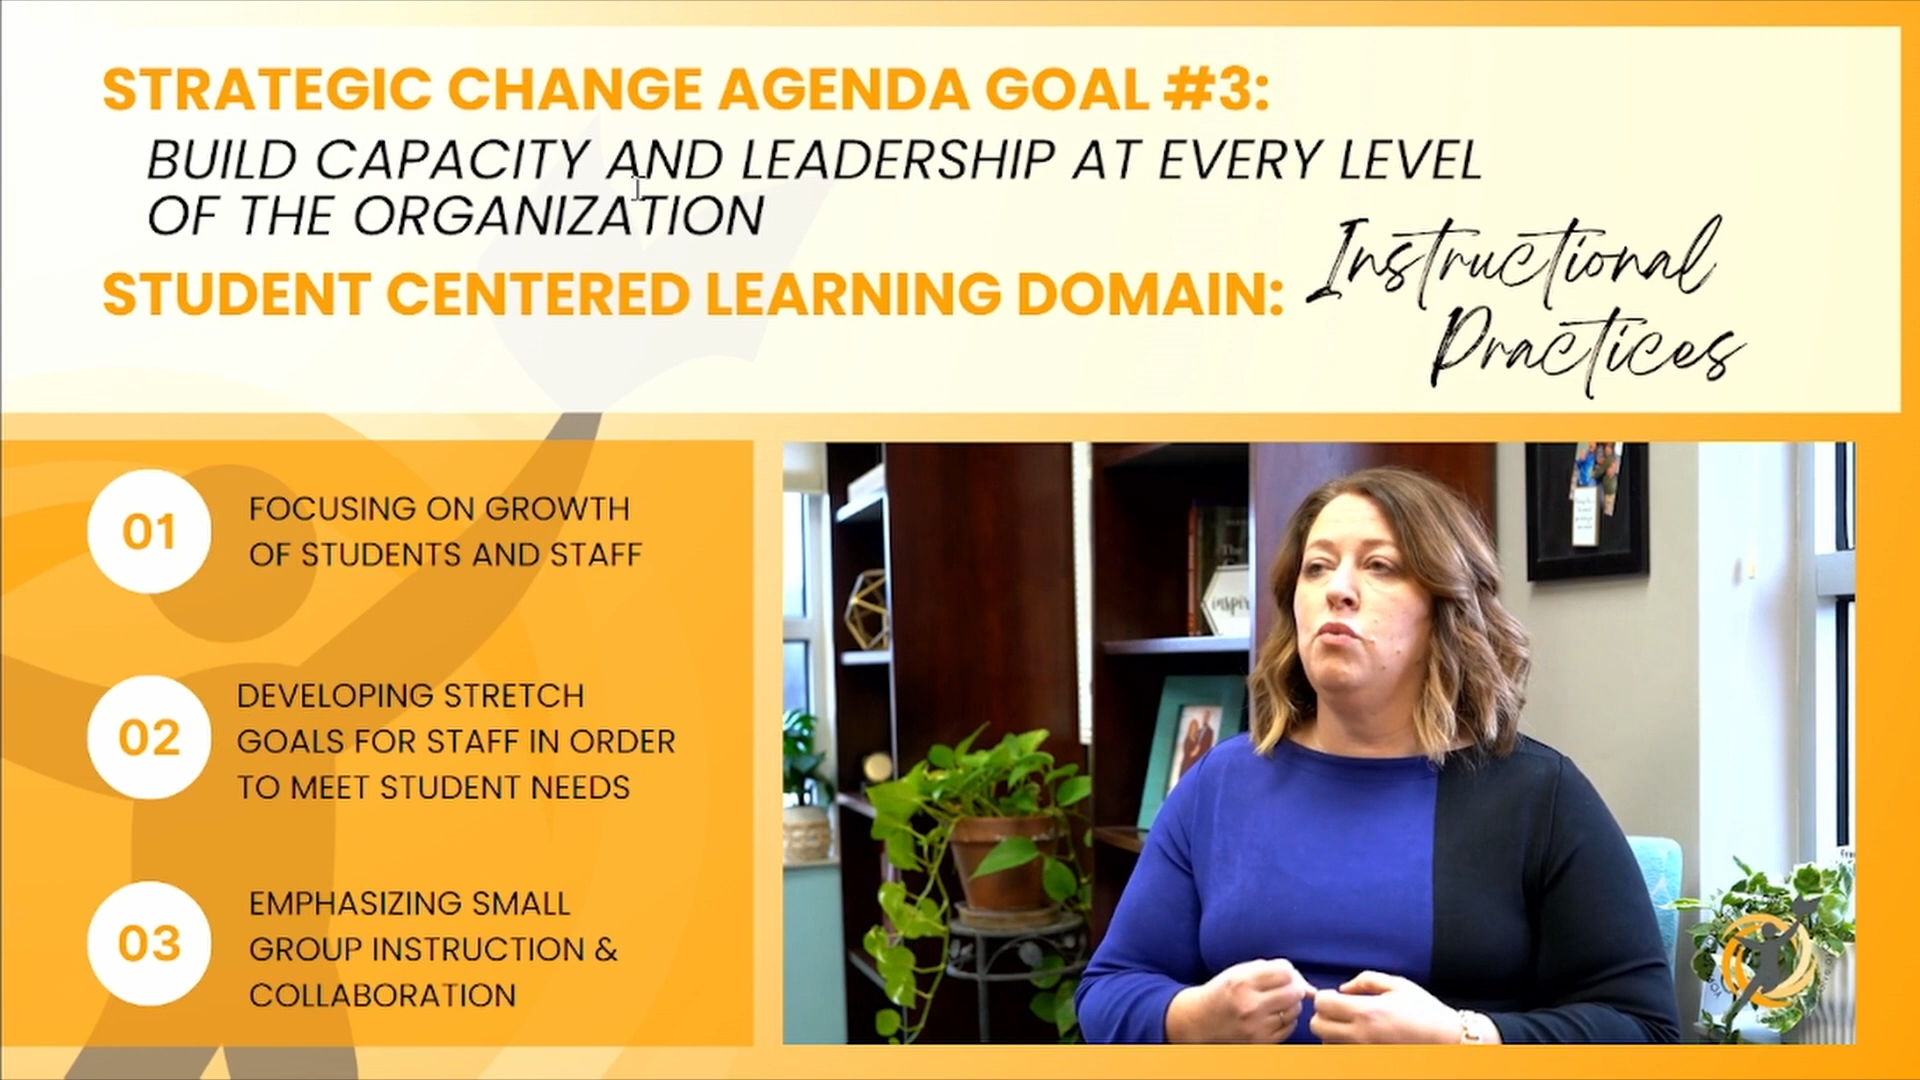 STRATEGIC CHANGE AGENDA GOAL #3:
BUILD CAPACITY AND LEADERSHIP AT EVERY LEVEL
OF THE ORGANIZATION
STUDENT CENTERED LEARNING DOMAIN:
Instructional
Practices
01
FOCUSING ON GROWTH
OF STUDENTS AND STAFF
02
DEVELOPING STRETCH
GOALS FOR STAFF IN ORDER
TO MEET STUDENT NEEDS
03
EMPHASIZING SMALL
GROUP INSTRUCTION &
COLLABORATION
The